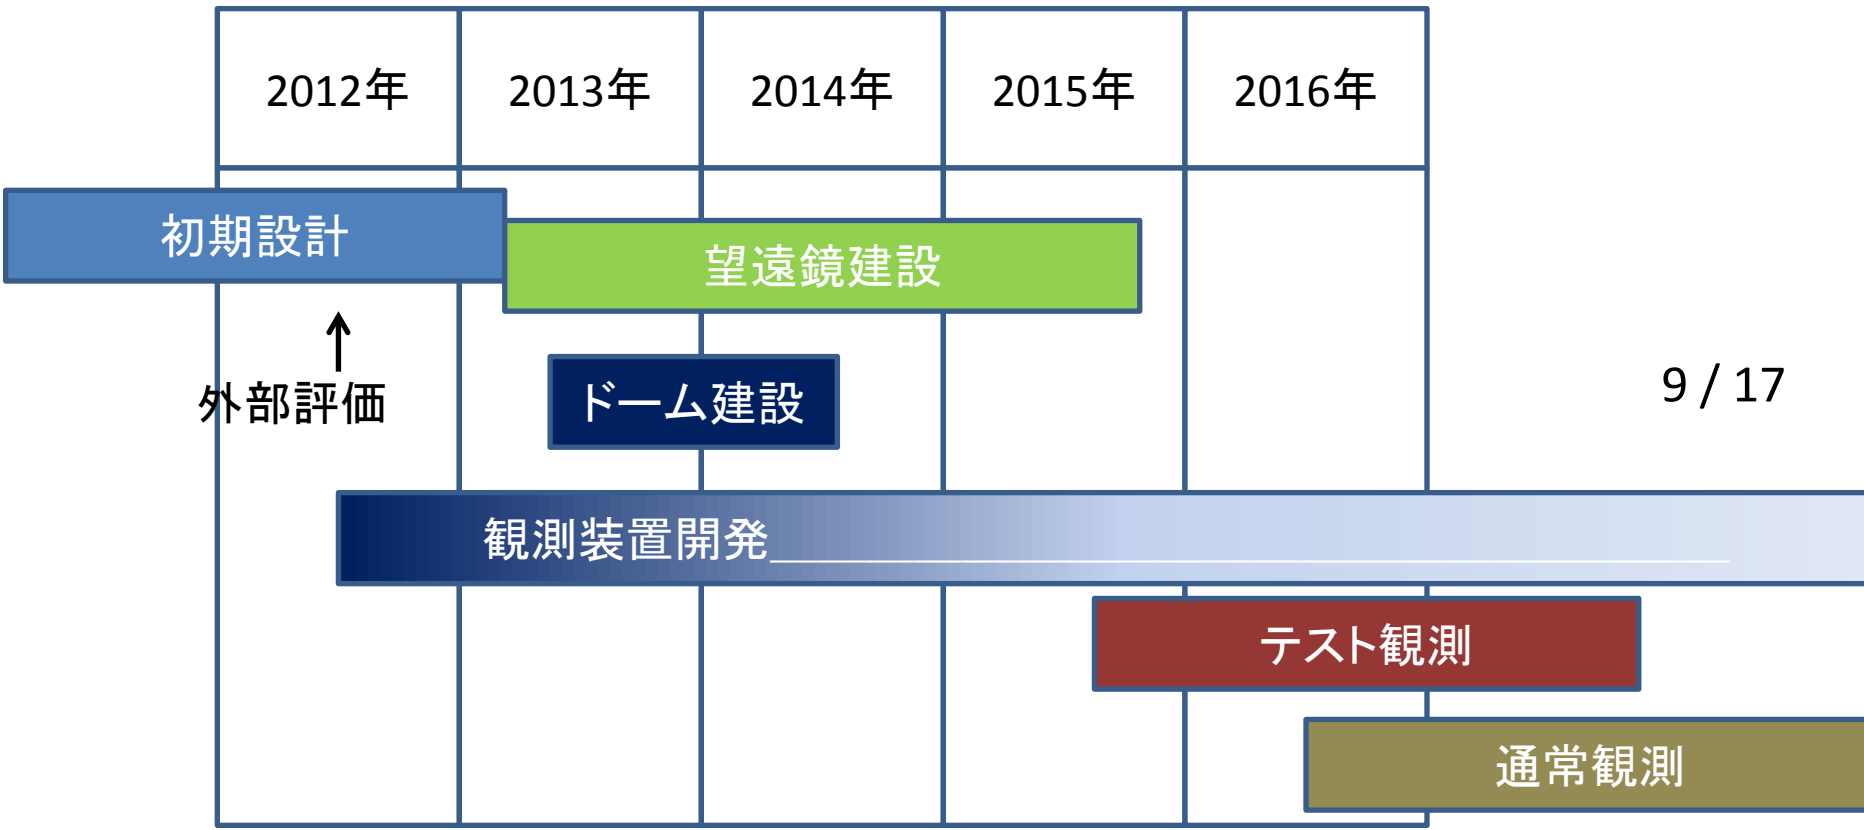 2012年 2013年 2014年 2015年 2016年
初期設計
望遠鏡建設
外部評価
ドーム建設
9 / 17
観測装置開発
テスト観測
通常観測